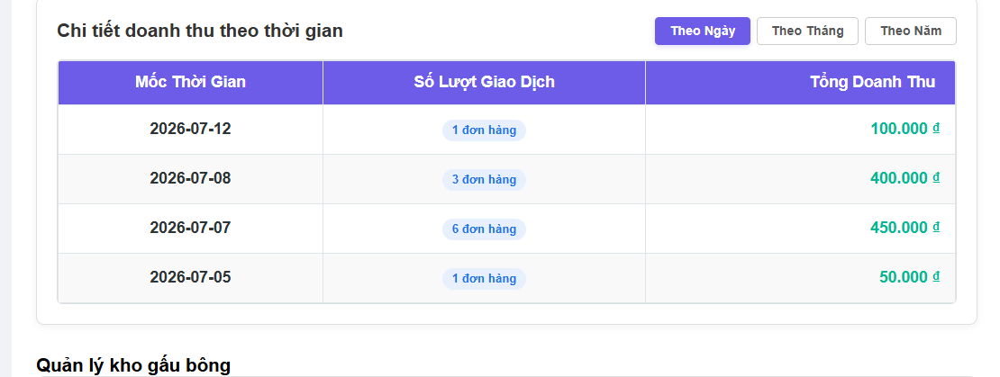 Chi tiết doanh thu theo thời gian
Theo Ngày Theo Tháng Theo Năm
Mốc Thời Gian Số Lượt Giao Dịch Tổng Doanh Thu
2026-07-12 1 đơn hàng 100.000 ₫
2026-07-08 3 đơn hàng 400.000 ₫
2026-07-07 6 đơn hàng 450.000 ₫
2026-07-05 1 đơn hàng 50.000 ₫
Quản lý kho gấu bông